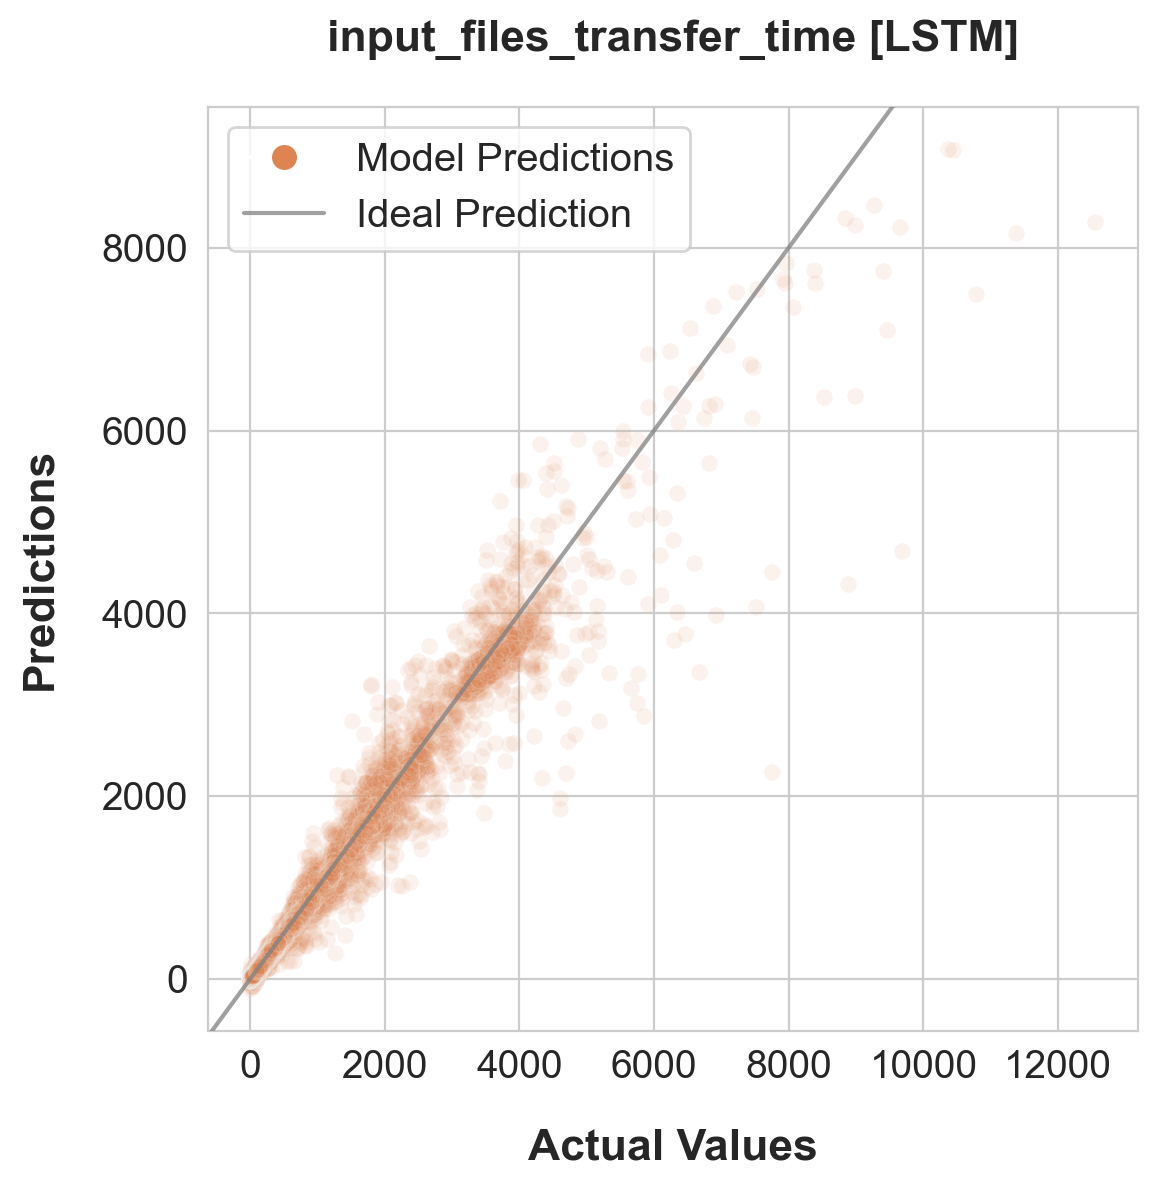 input_files_transfer_time [LSTM]
Model Predictions
Ideal Prediction
8000
6000
4000
2000
0
Predictions
0 2000 4000 6000 8000 10000 12000
Actual Values